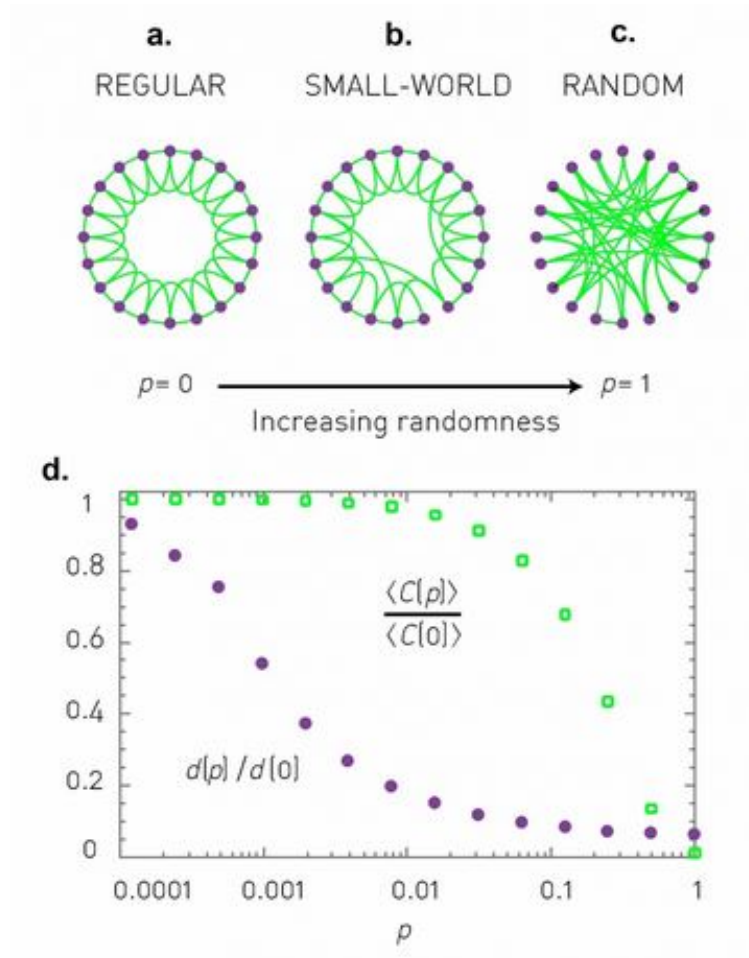 a. b. c.
REGULAR SMALL-WORLD RANDOM
p= 0 p= 1
Increasing randomness
d.
1
0.8
⟨C(p)⟩
⟨C(0)⟩
0.6
0.4
d(p) / d(0)
0.2
0
0.0001 0.001 0.01 0.1 1
p